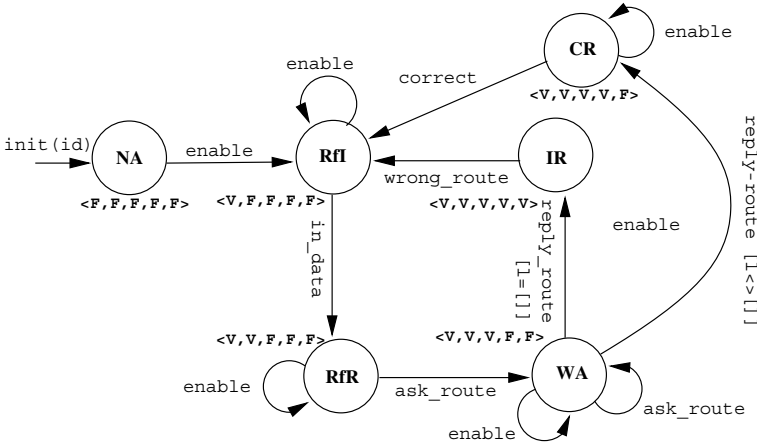 enable
CR
enable
correct
<V,V,V,V,F>
init(id)
NA
enable
RfI
IR
wrong_route
<F,F,F,F,F>
<V,F,F,F,F>
<V,V,V,V,V>
in_data
reply_route
[l=[]]
enable
reply-route [l<>[]]
<V,V,F,F,F>
<V,V,V,F,F>
RfR
WA
enable
ask_route
ask_route
enable